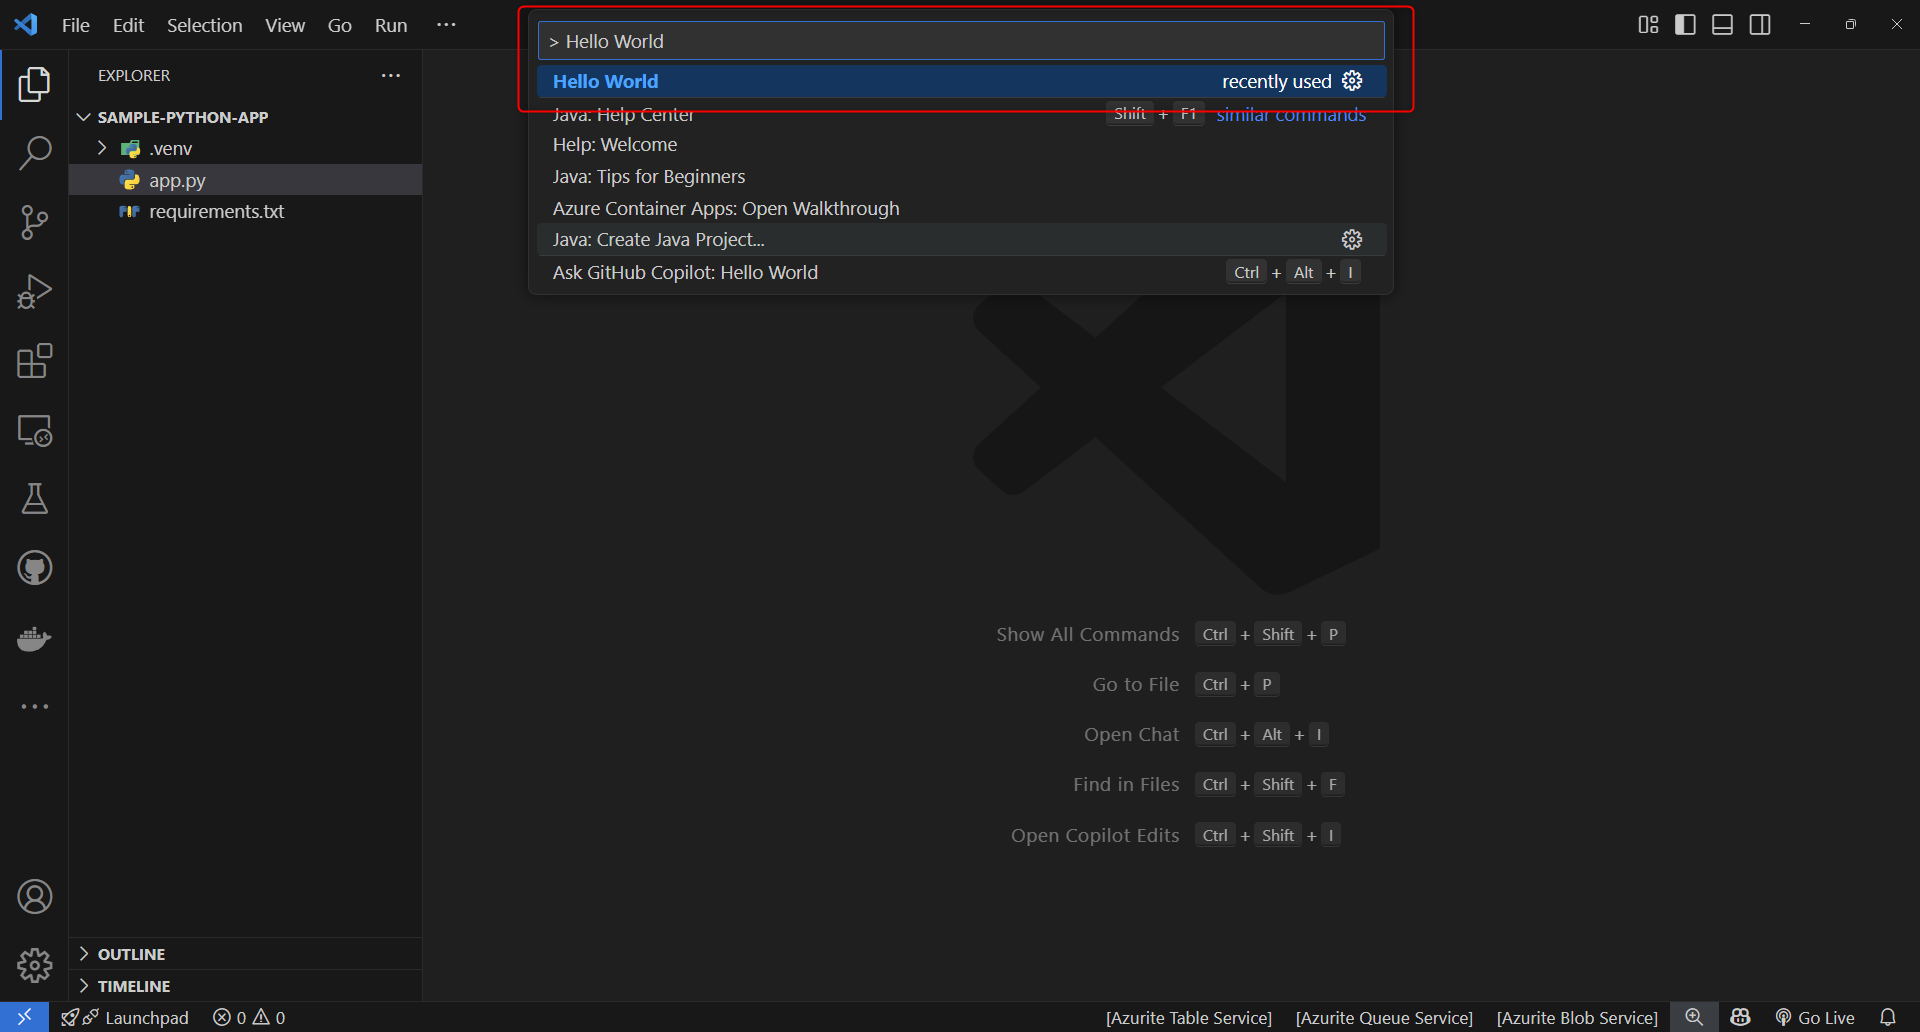 File Edit Selection View Go Run ···
> Hello World
Hello World recently used
Java: Help Center Shift + F1 similar commands
Help: Welcome
Java: Tips for Beginners
Azure Container Apps: Open Walkthrough
Java: Create Java Project...
Ask GitHub Copilot: Hello World Ctrl + Alt + I
EXPLORER ···
SAMPLE-PYTHON-APP
.venv
app.py
requirements.txt
Show All Commands Ctrl + Shift + P
Go to File Ctrl + P
Open Chat Ctrl + Alt + I
Find in Files Ctrl + Shift + F
Open Copilot Edits Ctrl + Shift + I
OUTLINE
TIMELINE
Launchpad 0 0 [Azurite Table Service] [Azurite Queue Service] [Azurite Blob Service] Go Live